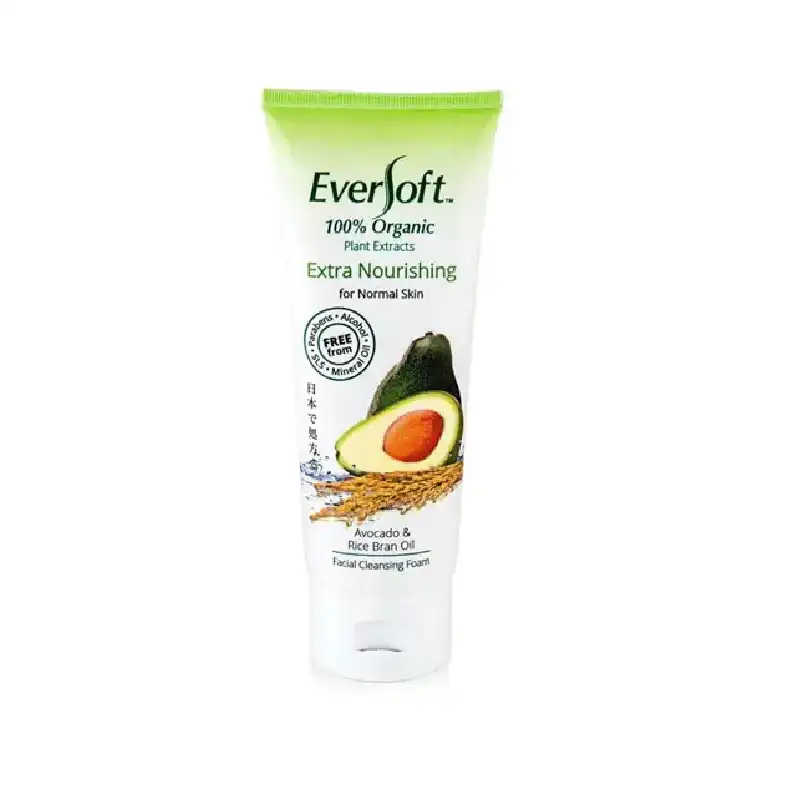 EverSoft™
100% Organic
Plant Extracts
Extra Nourishing
for Normal Skin
Parabens • Alcohol • Mineral Oil • SLS •
FREE
from
日本で処方
Avocado &
Rice Bran Oil
Facial Cleansing Foam